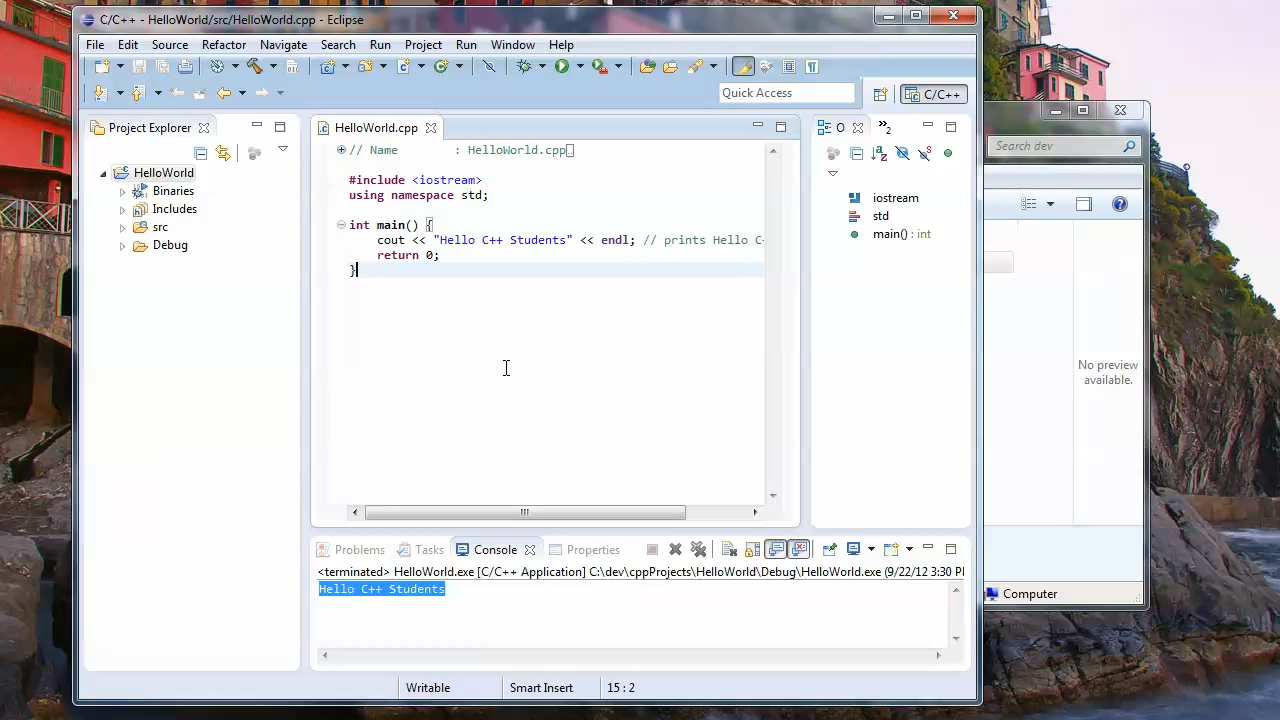 C/C++ - HelloWorld/src/HelloWorld.cpp - Eclipse
File Edit Source Refactor Navigate Search Run Project Run Window Help
Quick Access
C/C++
Project Explorer
HelloWorld
Binaries
Includes
src
Debug
HelloWorld.cpp
// Name : HelloWorld.cpp
#include <iostream>
using namespace std;
int main() {
cout << "Hello C++ Students" << endl; // prints Hello C-
return 0;
}
O
iostream
std
main() : int
Problems Tasks Console Properties
<terminated> HelloWorld.exe [C/C++ Application] C:\dev\cppProjects\HelloWorld\Debug\HelloWorld.exe (9/22/12 3:30 P
Hello C++ Students
Writable Smart Insert 15 : 2
Search dev
No preview
available.
Computer